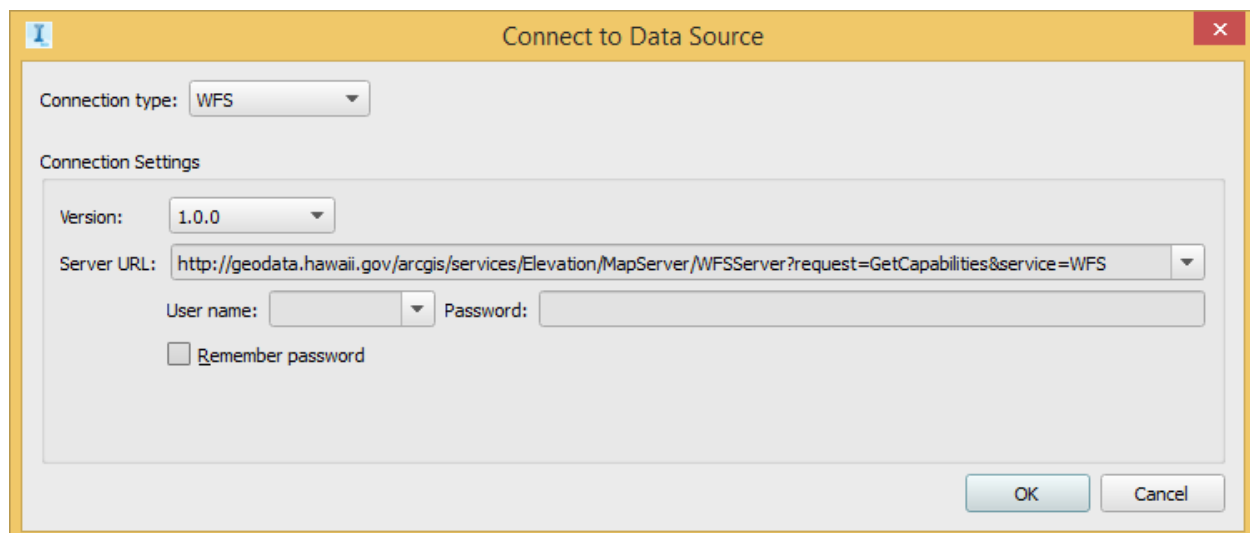 Connect to Data Source
Connection type: WFS
Connection Settings
Version: 1.0.0
Server URL: http://geodata.hawaii.gov/arcgis/services/Elevation/MapServer/WFSServer?request=GetCapabilities&service=WFS
User name: Password:
Remember password
OK Cancel